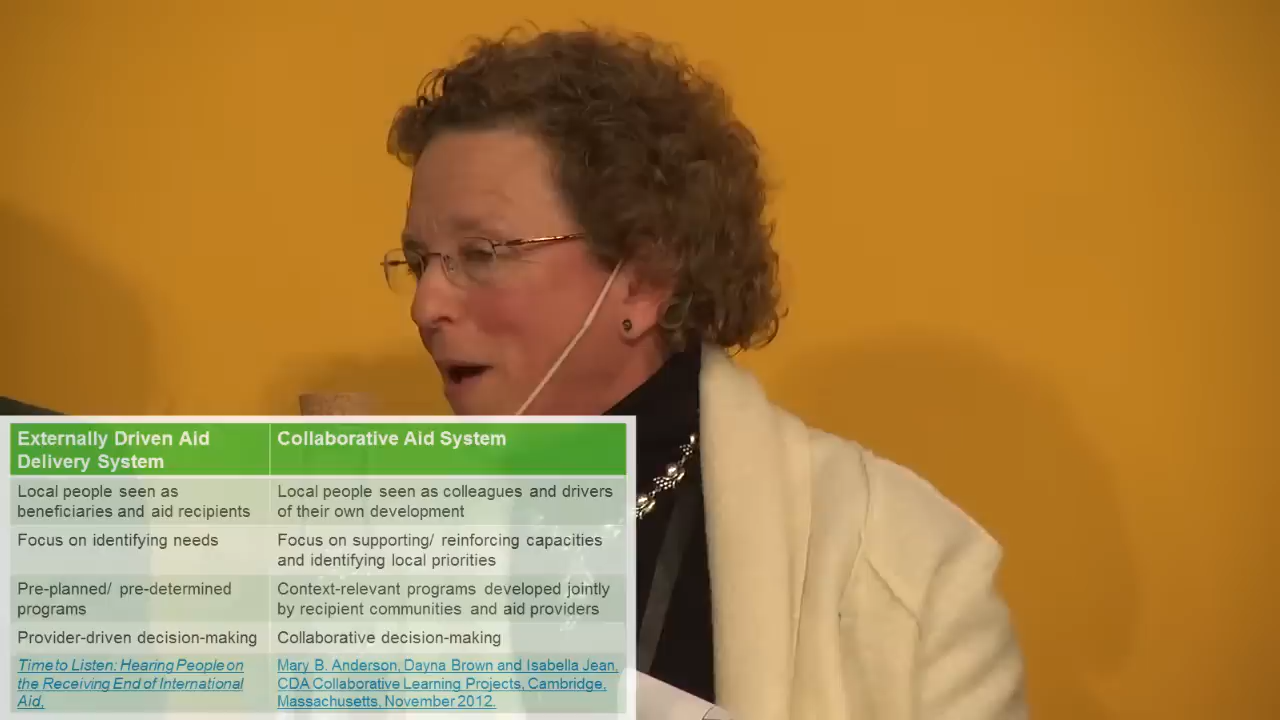 Externally Driven Aid
Delivery System
Collaborative Aid System
Local people seen as
beneficiaries and aid recipients
Local people seen as colleagues and drivers
of their own development
Focus on identifying needs
Focus on supporting/ reinforcing capacities
and identifying local priorities
Pre-planned/ pre-determined
programs
Context-relevant programs developed jointly
by recipient communities and aid providers
Provider-driven decision-making
Collaborative decision-making
Time to Listen: Hearing People on
the Receiving End of International
Aid,
Mary B. Anderson, Dayna Brown and Isabella Jean,
CDA Collaborative Learning Projects, Cambridge,
Massachusetts, November 2012.